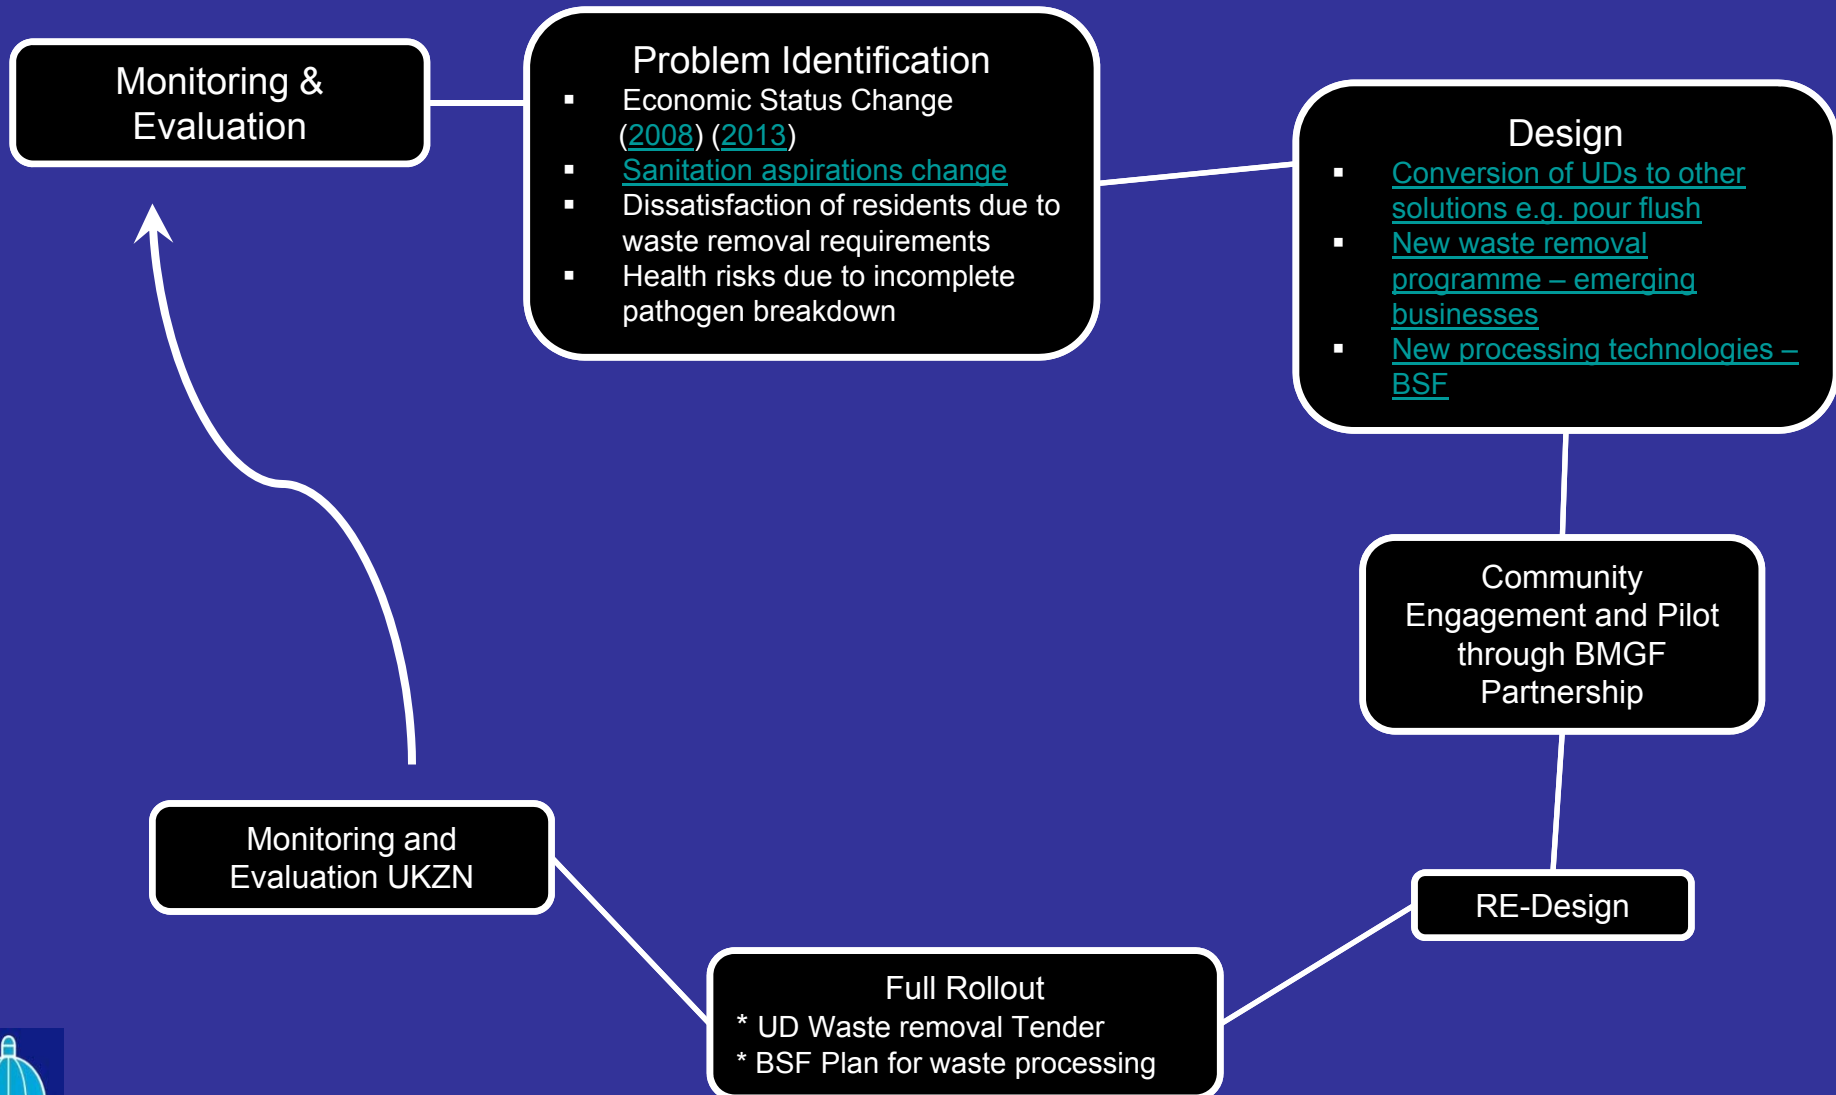 Monitoring &
Evaluation
Problem Identification
▪ Economic Status Change
(2008) (2013)
▪ Sanitation aspirations change
▪ Dissatisfaction of residents due to
waste removal requirements
▪ Health risks due to incomplete
pathogen breakdown
Design
▪ Conversion of UDs to other
solutions e.g. pour flush
▪ New waste removal
programme – emerging
businesses
▪ New processing technologies –
BSF
Community
Engagement and Pilot
through BMGF
Partnership
RE-Design
Full Rollout
* UD Waste removal Tender
* BSF Plan for waste processing
Monitoring and
Evaluation UKZN